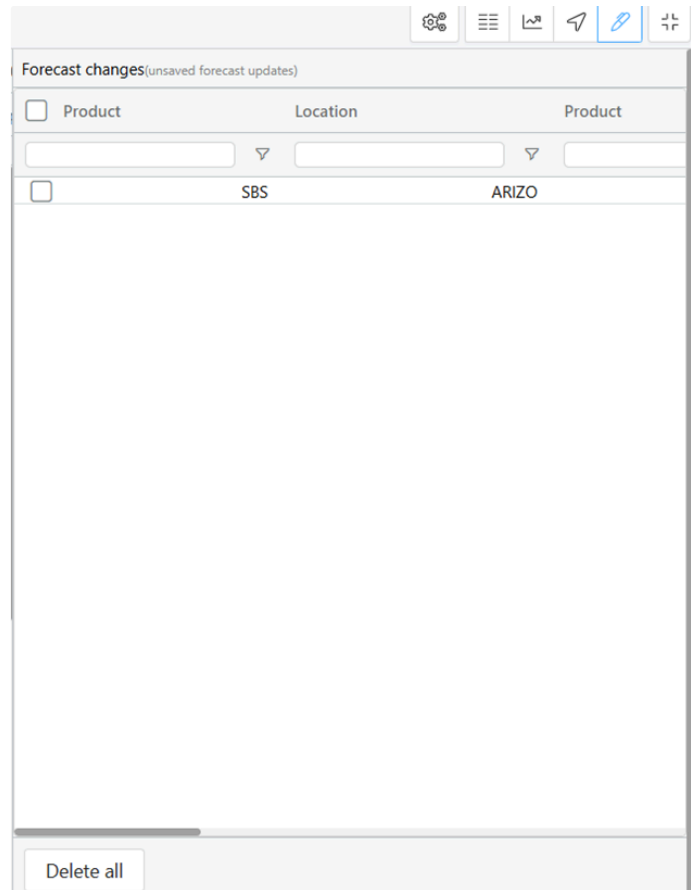 Forecast changes(unsaved forecast updates)
Product Location Product
SBS ARIZO
Delete all